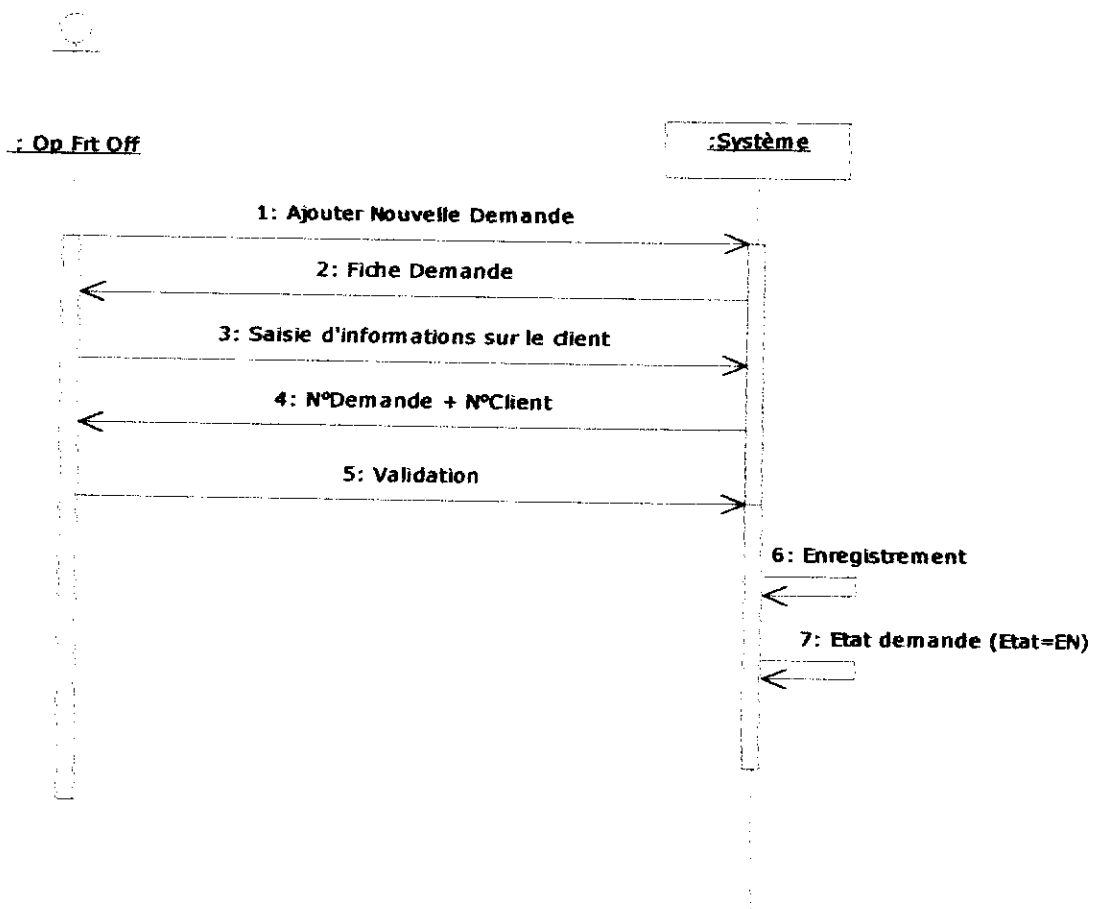 : Op Frt Off
:Système
1: Ajouter Nouvelle Demande
2: Fiche Demande
3: Saisie d'informations sur le client
4: N°Demande + N°Client
5: Validation
6: Enregistrement
7: Etat demande (Etat=EN)